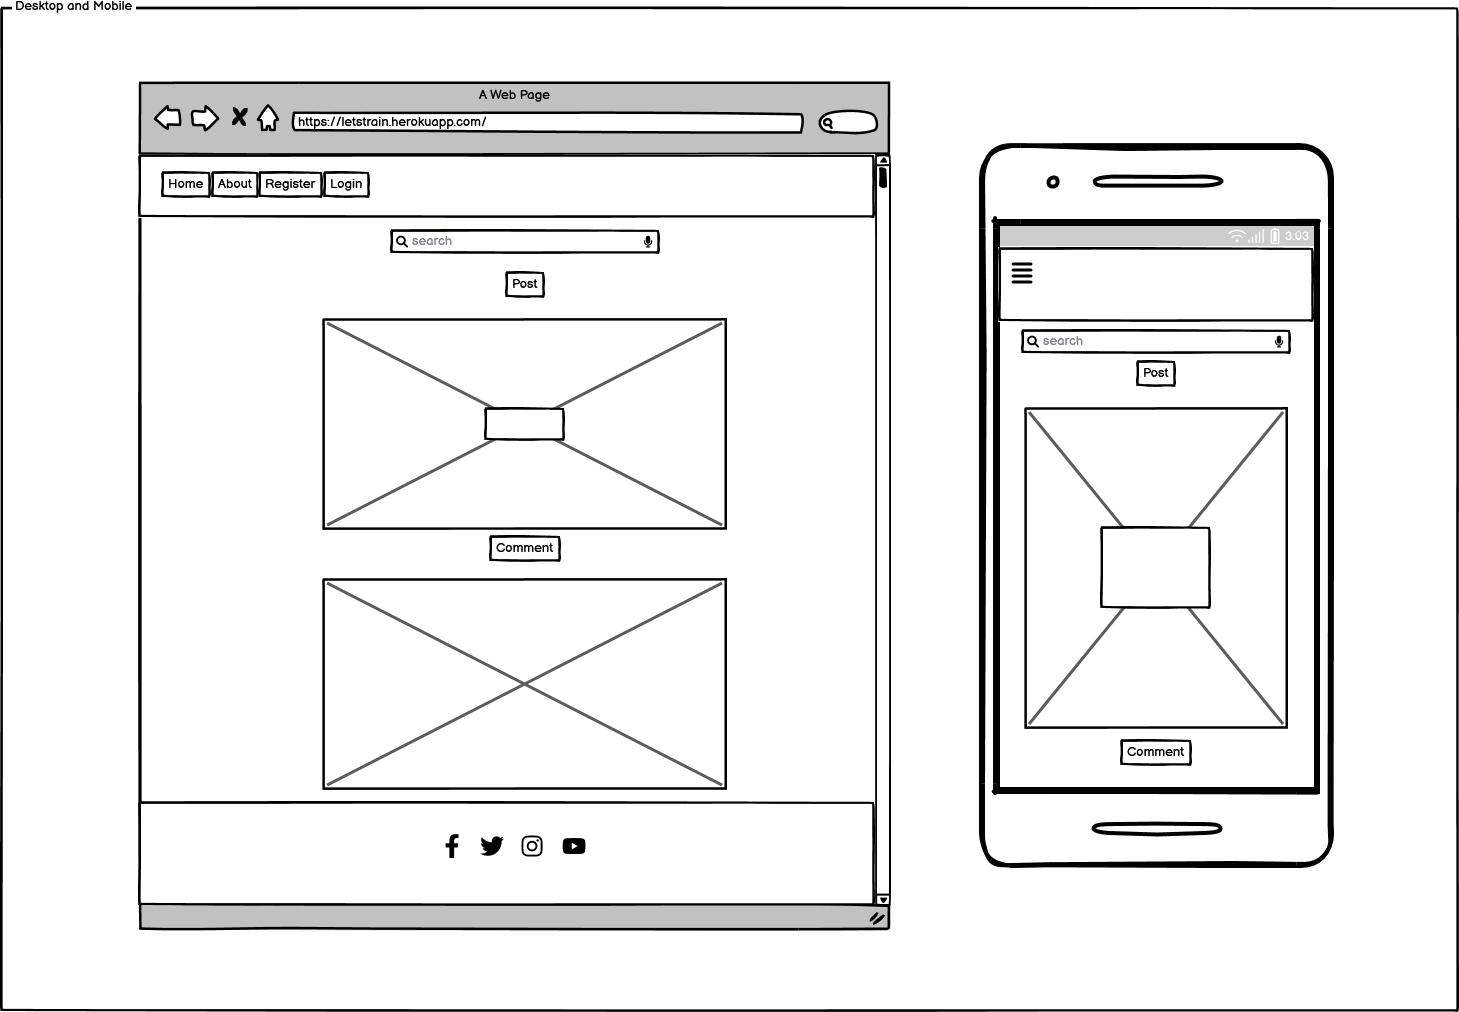 Desktop and Mobile
A Web Page
https://letstrain.herokuapp.com/
Home About Register Login
search
Post
Comment
3:03
search
Post
Comment